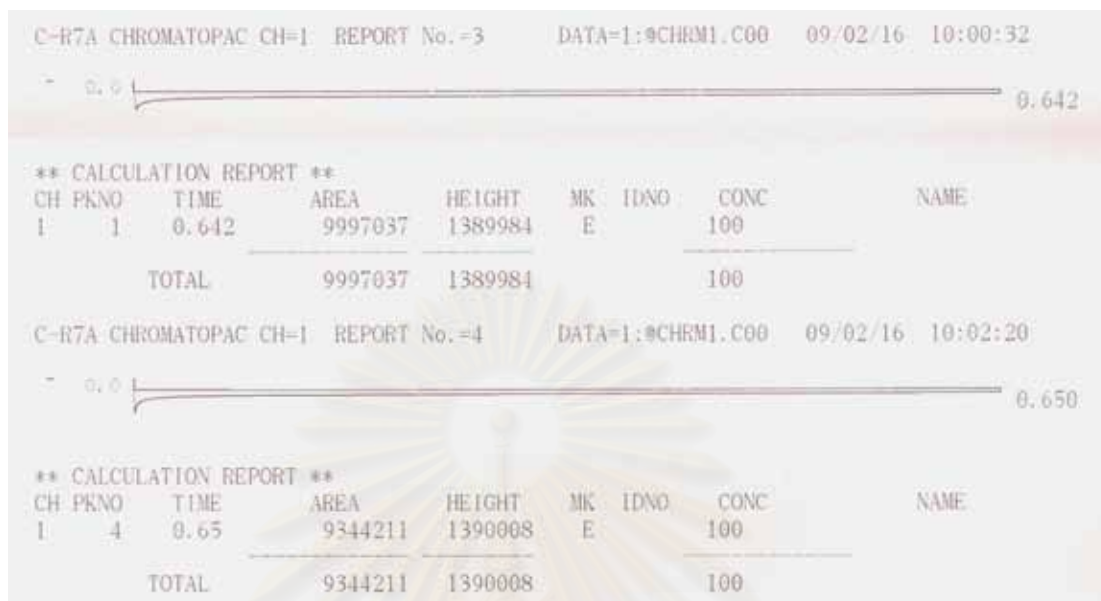 C-R7A CHROMATOPAC CH=1 REPORT No.=3 DATA=1:@CHRM1.C00 09/02/16 10:00:32
- 0.0
0.642
** CALCULATION REPORT **
CH PKNO TIME AREA HEIGHT MK IDNO CONC NAME
1 1 0.642 9997037 1389984 E 100
TOTAL 9997037 1389984 100
C-R7A CHROMATOPAC CH=1 REPORT No.=4 DATA=1:@CHRM1.C00 09/02/16 10:02:20
- 0.0
0.650
** CALCULATION REPORT **
CH PKNO TIME AREA HEIGHT MK IDNO CONC NAME
1 4 0.65 9344211 1390008 E 100
TOTAL 9344211 1390008 100